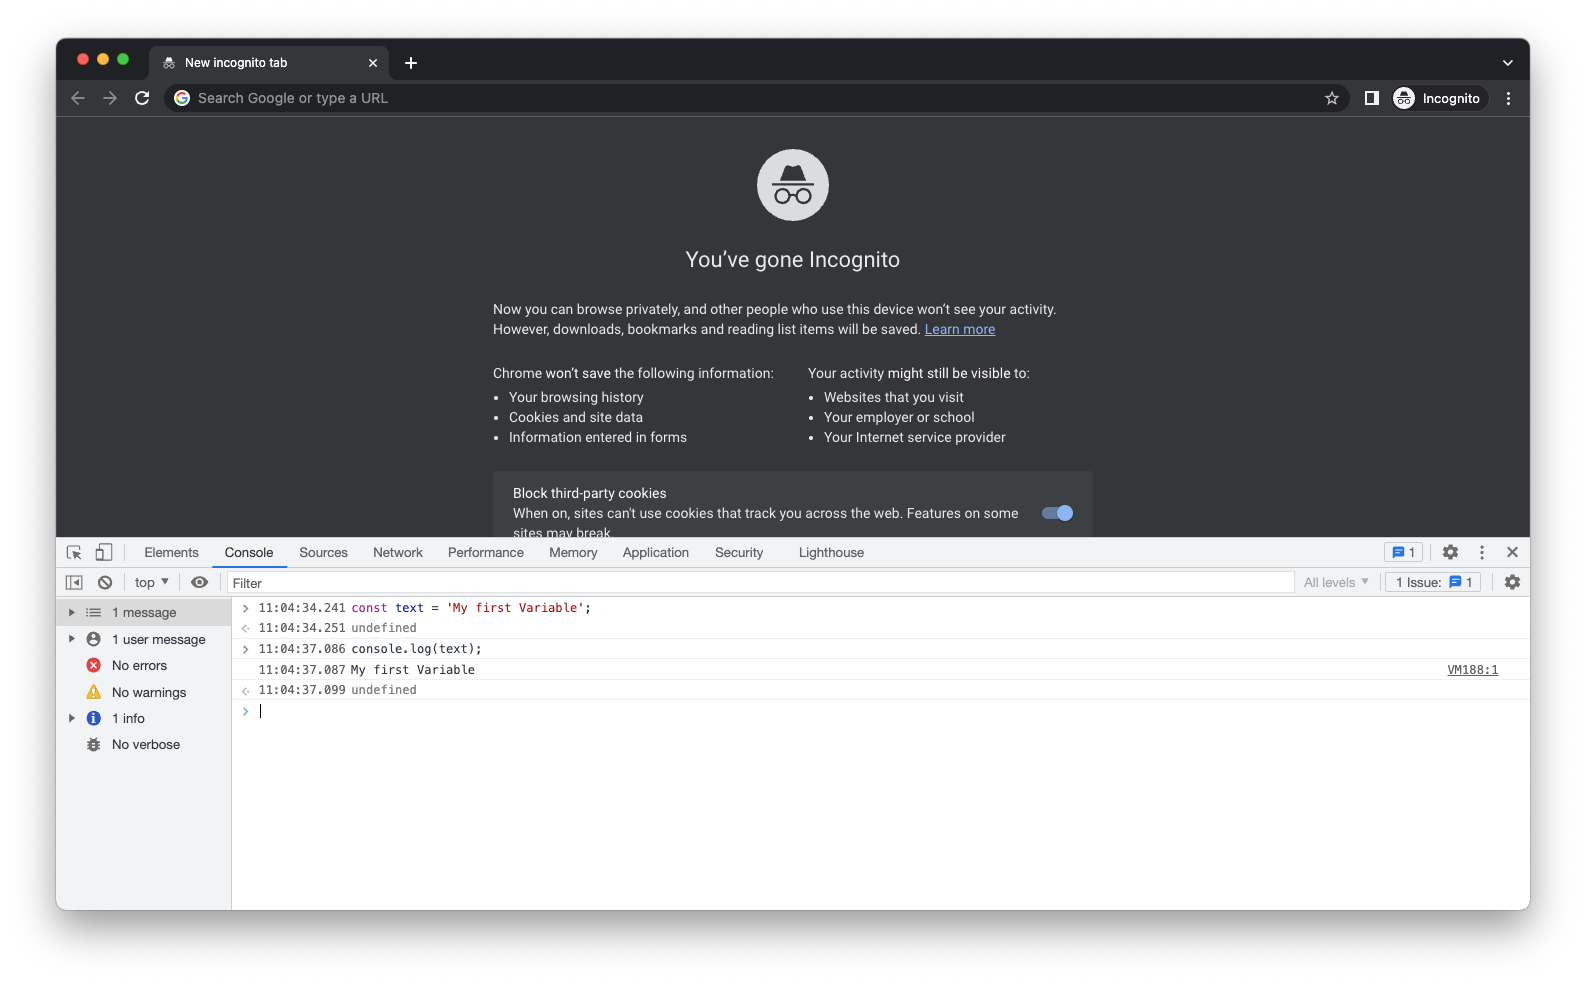 New incognito tab
Search Google or type a URL
Incognito
You’ve gone Incognito
Now you can browse privately, and other people who use this device won’t see your activity.
However, downloads, bookmarks and reading list items will be saved. Learn more
Chrome won’t save the following information:
Your browsing history
Cookies and site data
Information entered in forms
Your activity might still be visible to:
Websites that you visit
Your employer or school
Your Internet service provider
Block third-party cookies
When on, sites can't use cookies that track you across the web. Features on some
sites may break.
Elements Console Sources Network Performance Memory Application Security Lighthouse 1
top Filter All levels 1 Issue: 1
1 message
1 user message
No errors
No warnings
1 info
No verbose
11:04:34.241 const text = 'My first Variable';
11:04:34.251 undefined
11:04:37.086 console.log(text);
11:04:37.087 My first Variable VM188:1
11:04:37.099 undefined